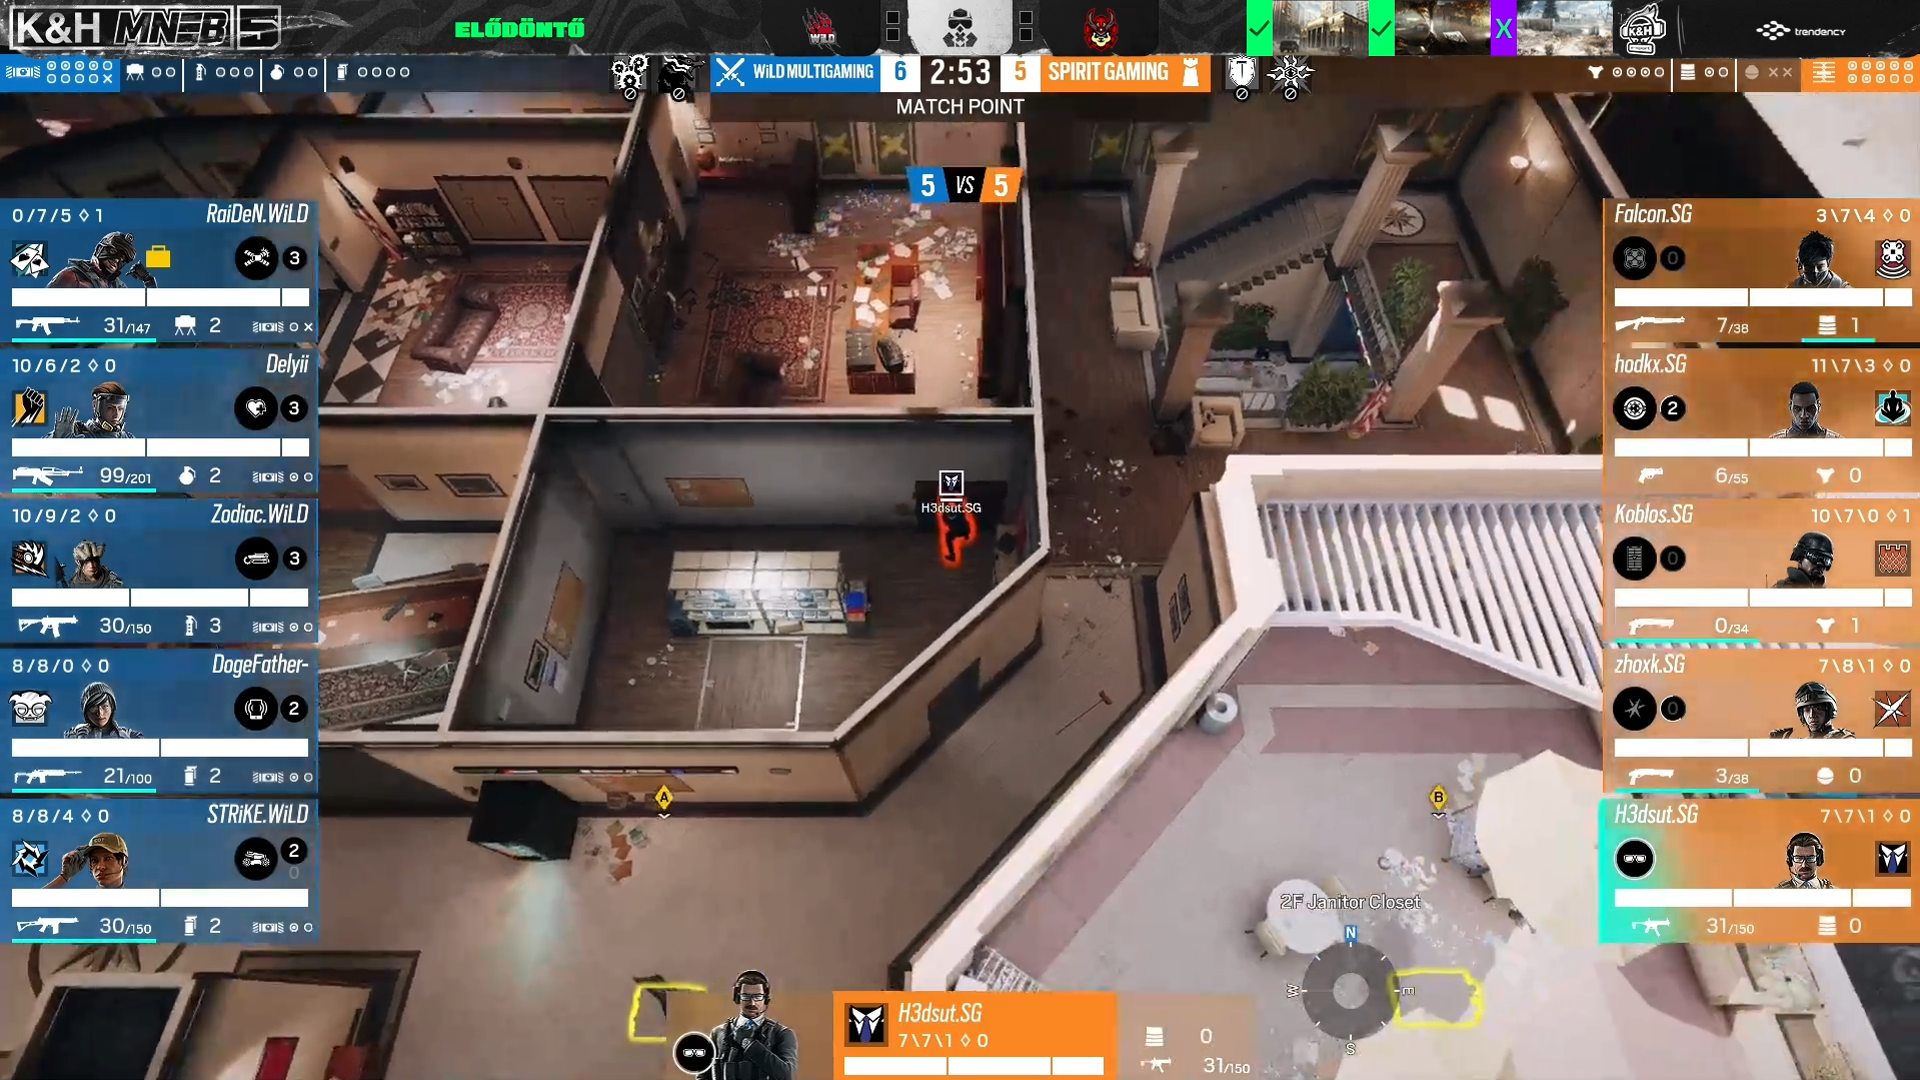 K&H MNEB 5
ELŐDÖNTŐ
WiLD
X
K&H
trendency
WiLD MULTIGAMING 6 2:53 5 SPIRIT GAMING
MATCH POINT
5 VS 5
0/7/5 ◊ 1 RaiDeN.WiLD
3
31/147 2
10/6/2 ◊ 0 Delyii
3
99/201 2
10/9/2 ◊ 0 Zodiac.WiLD
3
30/150 3
8/8/0 ◊ 0 DogeFather-
2
21/100 2
8/8/4 ◊ 0 STRiKE.WiLD
2
0
30/150 2
Falcon.SG 3\7\4 ◊ 0
0
7/38 1
hodkx.SG 11\7\3 ◊ 0
2
6/55 0
Koblos.SG 10\7\0 ◊ 1
0
0/34 1
zhoxk.SG 7\8\1 ◊ 0
0
3/38 0
H3dsut.SG 7\7\1 ◊ 0
31/150 0
H3dsut.SG
A
B
2F Janitor Closet
N
W E
S
H3dsut.SG
7\7\1 ◊ 0
0
31/150